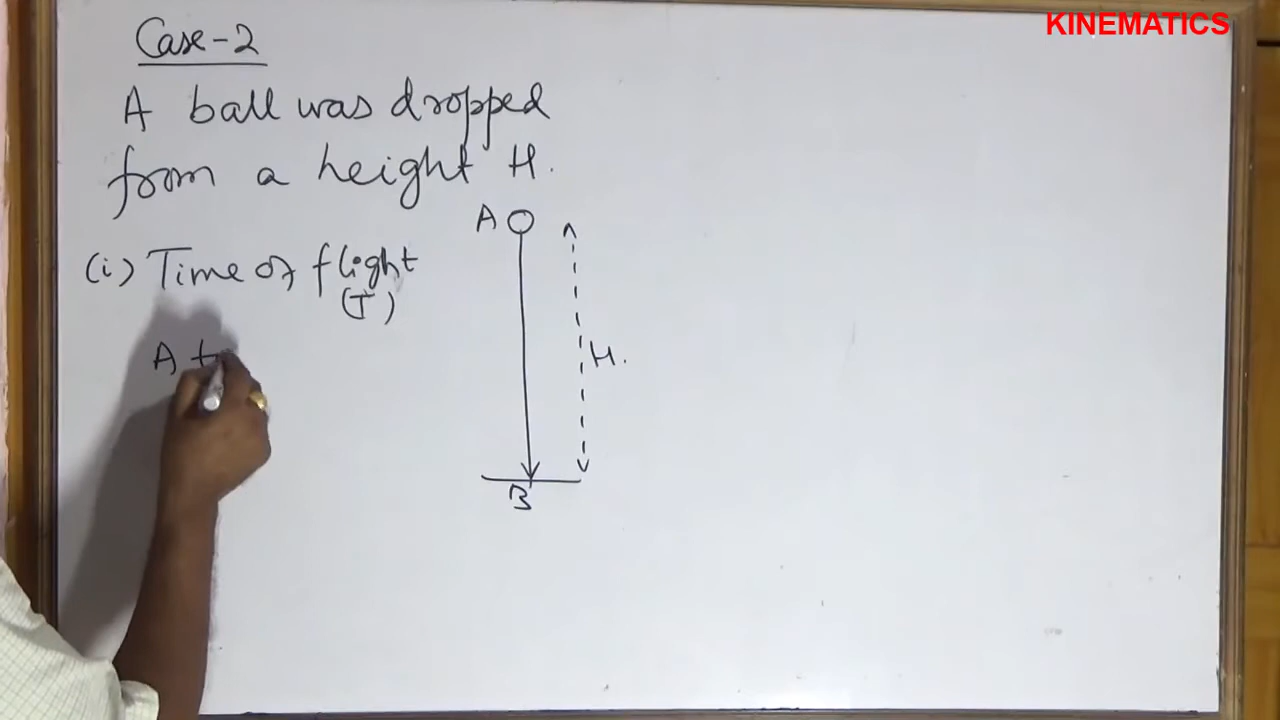 KINEMATICS
Case-2
A ball was dropped
from a height H.
(i) Time of flight
(T)
A
A
H.
B